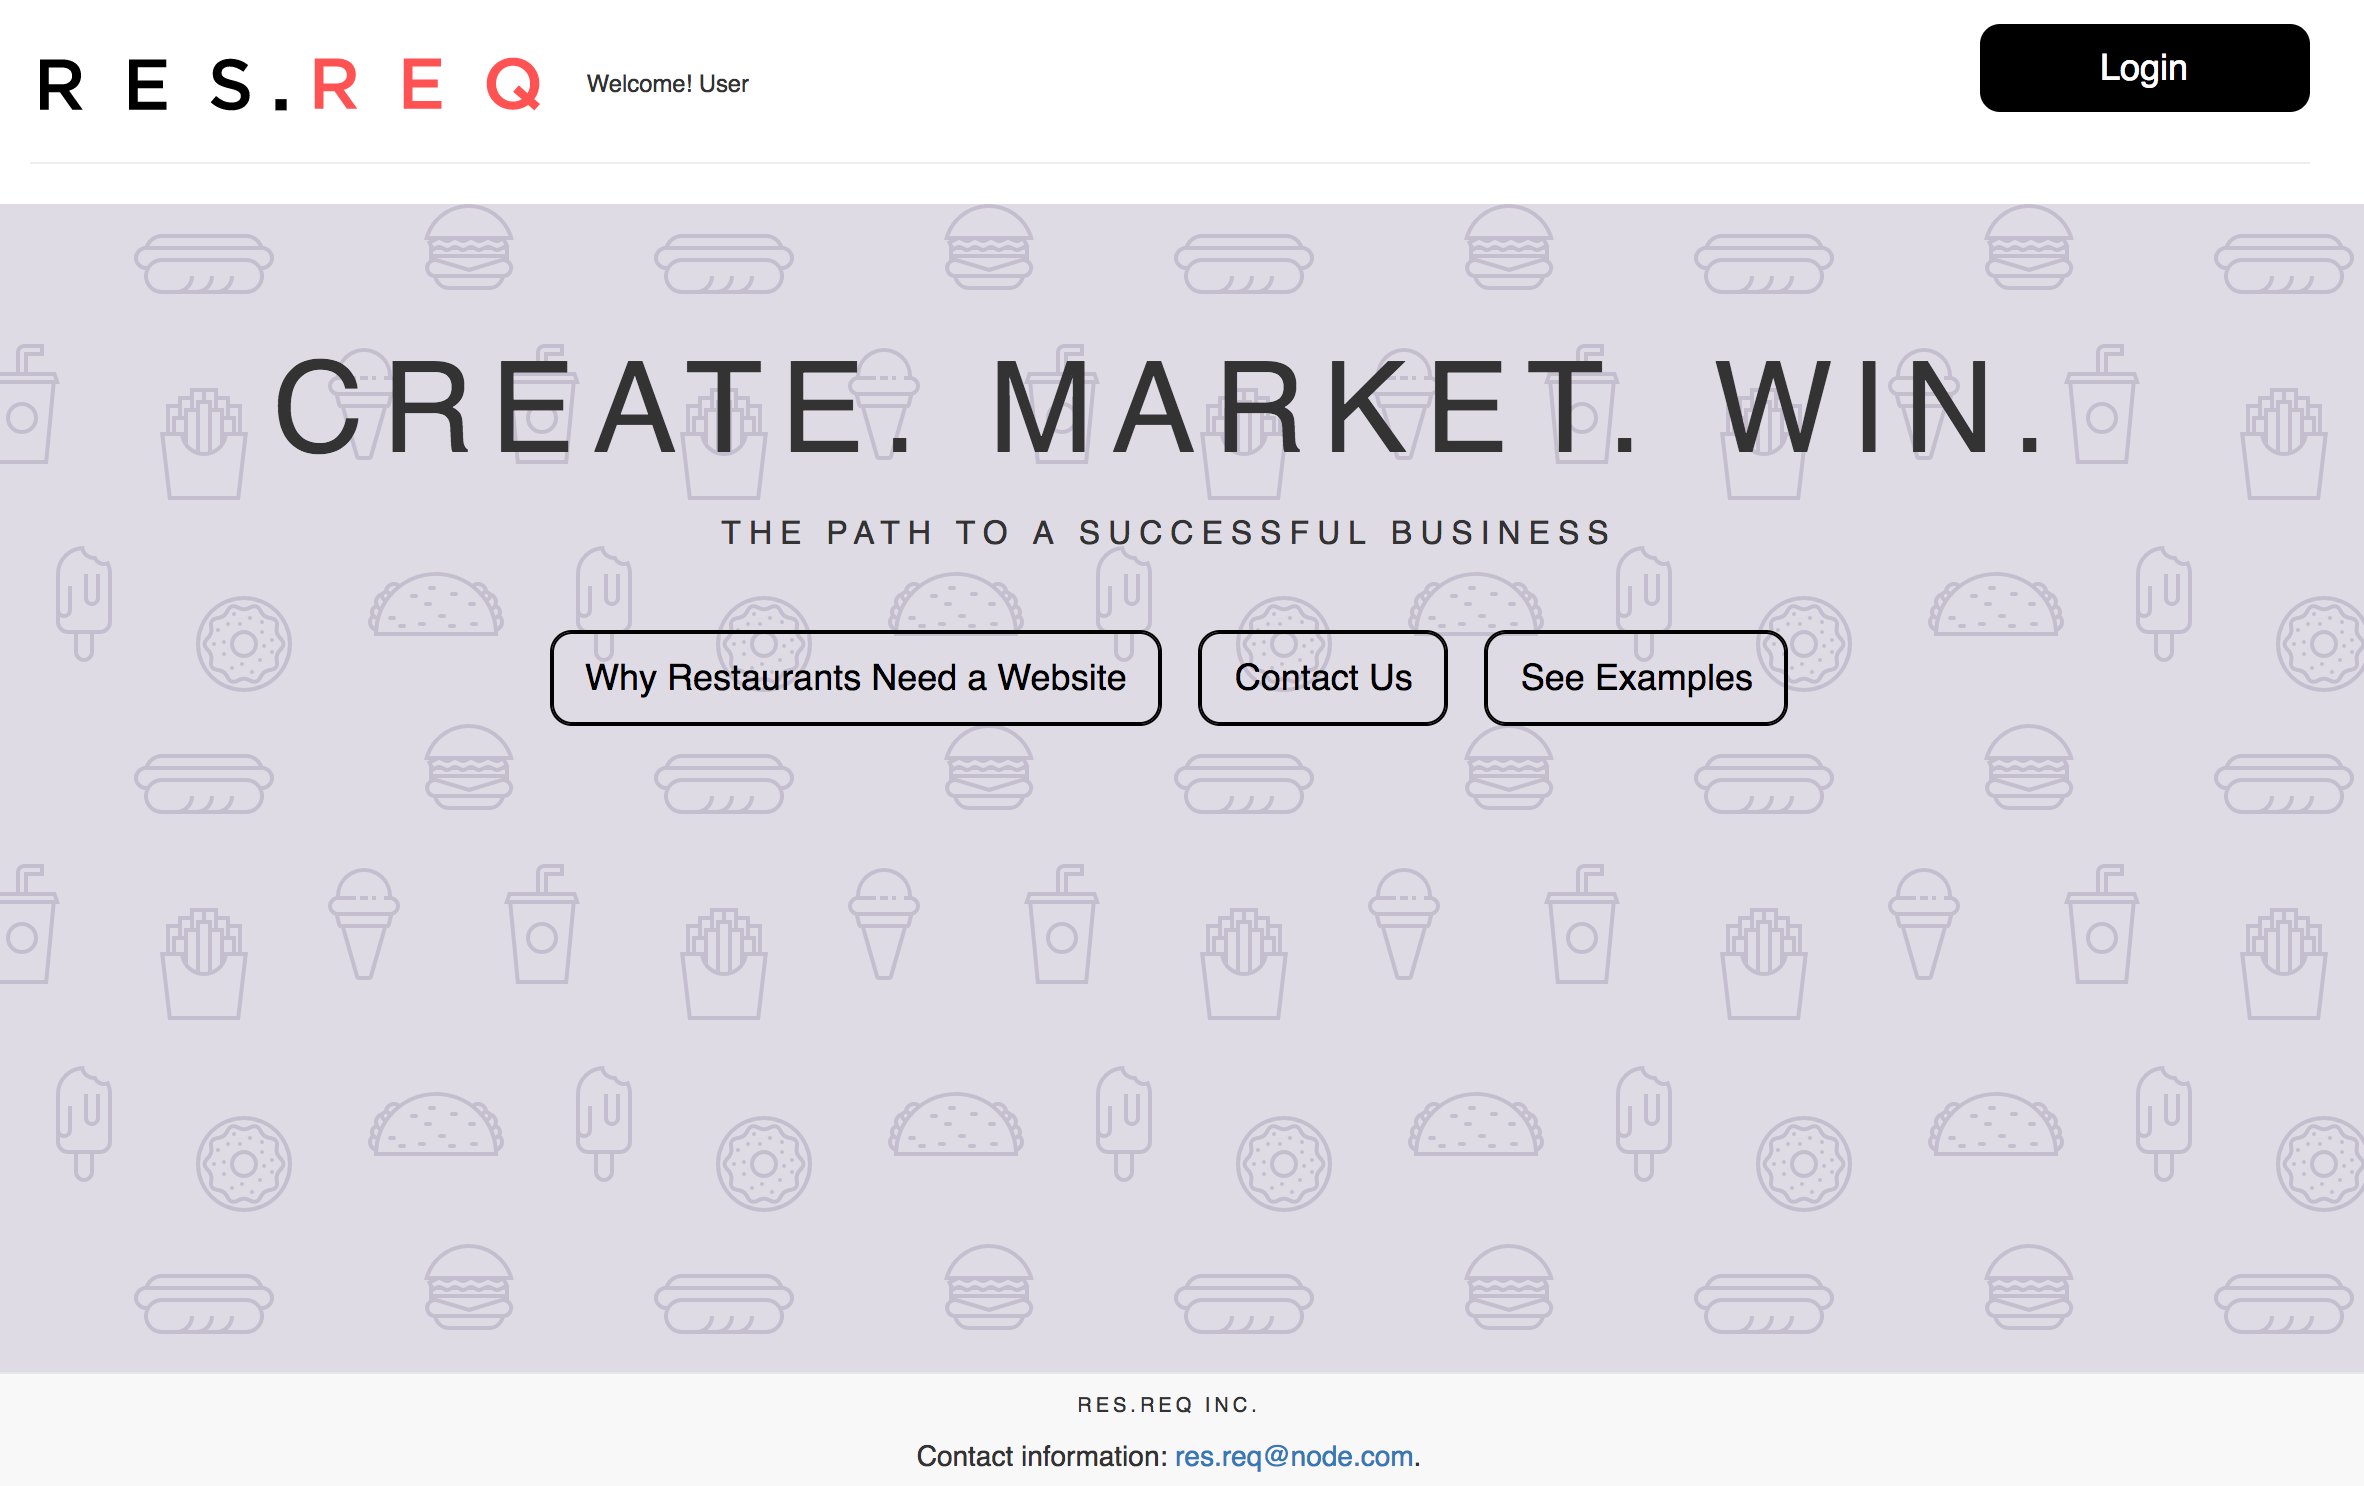 RES.REQ Welcome! User Login
CREATE. MARKET. WIN.
THE PATH TO A SUCCESSFUL BUSINESS
Why Restaurants Need a Website Contact Us See Examples
RES.REQ INC.
Contact information: res.req@node.com.